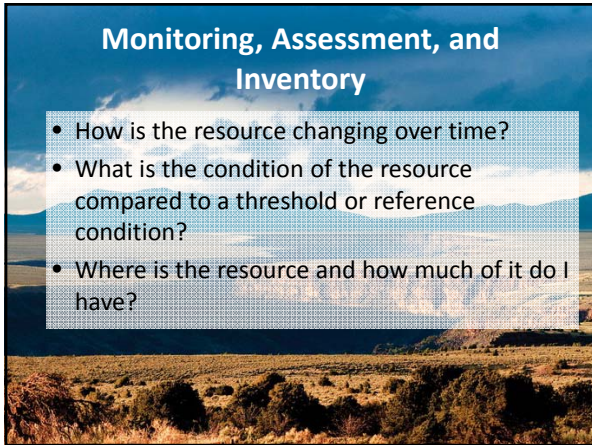 Monitoring, Assessment, and
Inventory
• How is the resource changing over time?
• What is the condition of the resource
compared to a threshold or reference
condition?
• Where is the resource and how much of it do I
have?